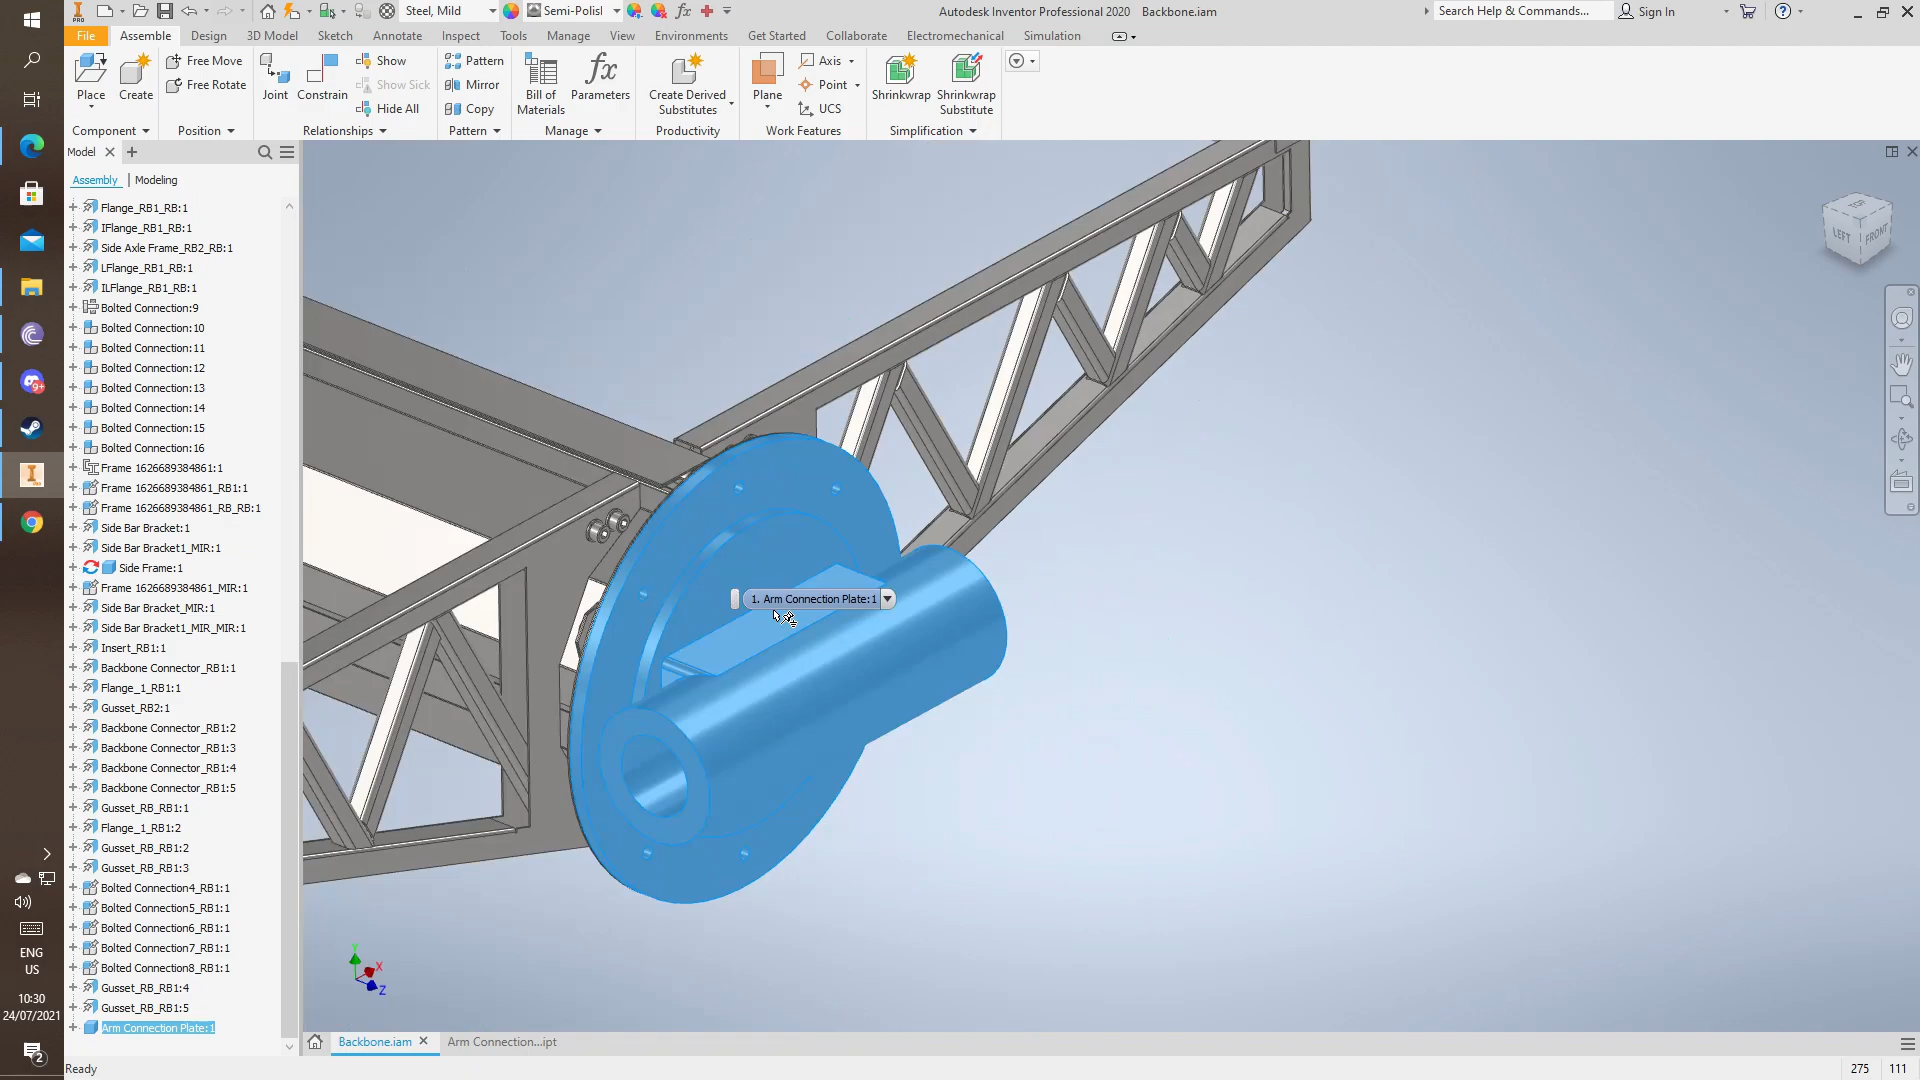 Steel, Mild
Semi-Polisl
Autodesk Inventor Professional 2020 Backbone.iam
Search Help & Commands...
Sign In
File
Assemble
Design
3D Model
Sketch
Annotate
Inspect
Tools
Manage
View
Environments
Get Started
Collaborate
Electromechanical
Simulation
Place
Create
Free Move
Free Rotate
Joint
Constrain
Show
Show Sick
Hide All
Pattern
Mirror
Copy
Bill of
Materials
Parameters
Create Derived
Substitutes
Plane
Axis
Point
UCS
Shrinkwrap
Shrinkwrap
Substitute
Component
Position
Relationships
Pattern
Manage
Productivity
Work Features
Simplification
Model
Assembly
Modeling
Flange_RB1_RB:1
IFlange_RB1_RB:1
Side Axle Frame_RB2_RB:1
LFlange_RB1_RB:1
ILFlange_RB1_RB:1
Bolted Connection:9
Bolted Connection:10
Bolted Connection:11
Bolted Connection:12
Bolted Connection:13
Bolted Connection:14
Bolted Connection:15
Bolted Connection:16
Frame 1626689384861:1
Frame 1626689384861_RB1:1
Frame 1626689384861_RB_RB:1
Side Bar Bracket:1
Side Bar Bracket1_MIR:1
Side Frame:1
Frame 1626689384861_MIR:1
Side Bar Bracket_MIR:1
Side Bar Bracket1_MIR_MIR:1
Insert_RB1:1
Backbone Connector_RB1:1
Flange_1_RB1:1
Gusset_RB2:1
Backbone Connector_RB1:2
Backbone Connector_RB1:3
Backbone Connector_RB1:4
Backbone Connector_RB1:5
Gusset_RB_RB1:1
Flange_1_RB1:2
Gusset_RB_RB1:2
Gusset_RB_RB1:3
Bolted Connection4_RB1:1
Bolted Connection5_RB1:1
Bolted Connection6_RB1:1
Bolted Connection7_RB1:1
Bolted Connection8_RB1:1
Gusset_RB_RB1:4
Gusset_RB_RB1:5
Arm Connection Plate:1
1. Arm Connection Plate:1
TOP
LEFT
FRONT
Y
X
Z
9+
ENG
US
10:30
24/07/2021
2
Backbone.iam
Arm Connection...ipt
Ready
275
111